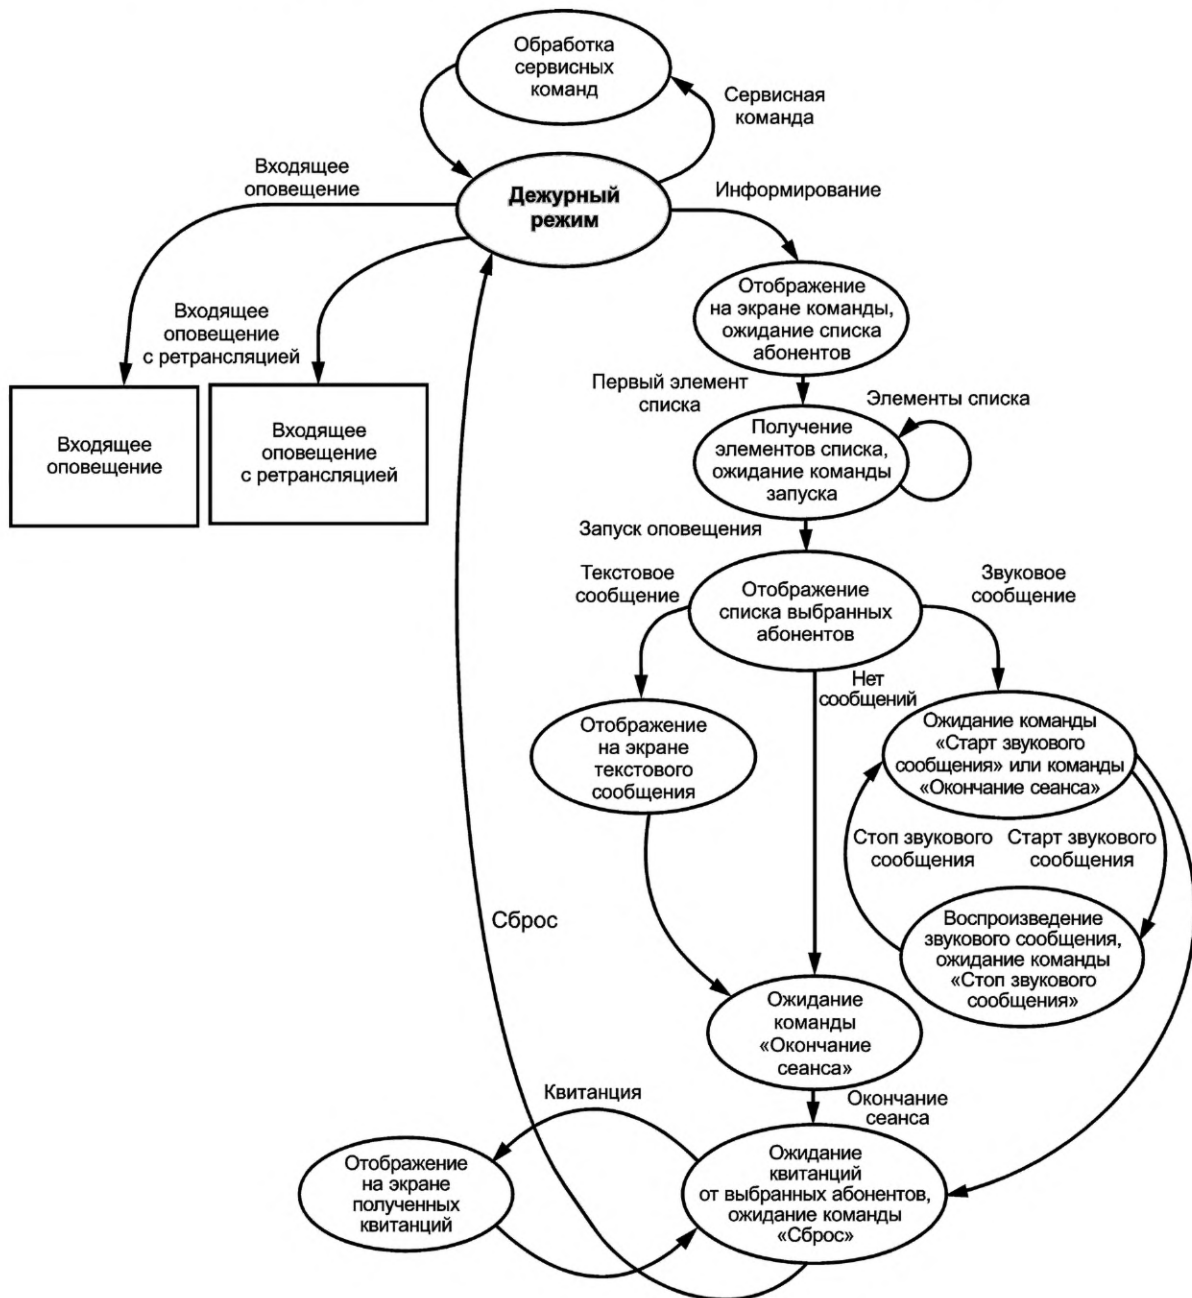 Обработка
сервисных
команд
Сервисная
команда
Входящее
оповещение
Дежурный
режим
Информирование
Отображение
на экране команды,
ожидание списка
абонентов
Входящее
оповещение
с ретрансляцией
Первый элемент
списка
Элементы списка
Входящее
оповещение
Входящее
оповещение
с ретрансляцией
Получение
элементов списка,
ожидание команды
запуска
Запуск оповещения
Текстовое
сообщение
Отображение
списка выбранных
абонентов
Звуковое
сообщение
Нет
сообщений
Отображение
на экране
текстового
сообщения
Ожидание команды
«Старт звукового
сообщения» или команды
«Окончание сеанса»
Стоп звукового
сообщения
Старт звукового
сообщения
Сброс
Воспроизведение
звукового сообщения,
ожидание команды
«Стоп звукового
сообщения»
Ожидание
команды
«Окончание
сеанса»
Квитанция
Окончание
сеанса
Отображение
на экране
полученных
квитанций
Ожидание
квитанций
от выбранных абонентов,
ожидание команды
«Сброс»